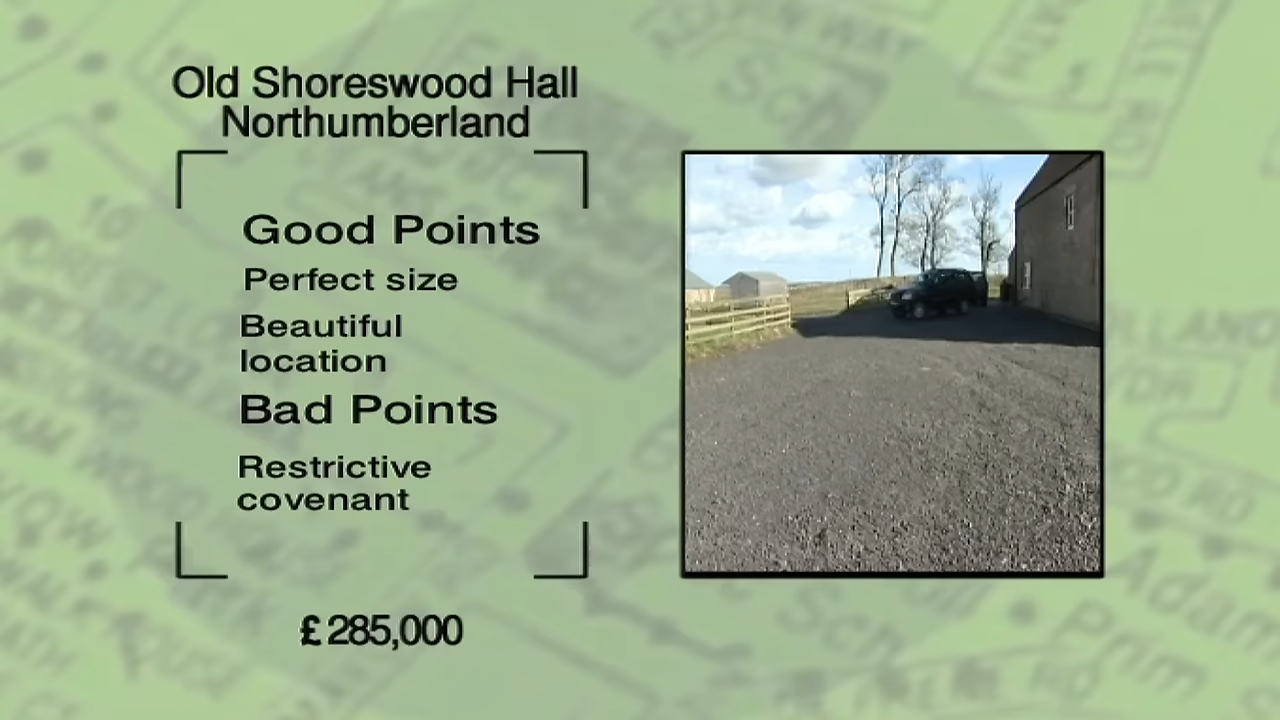 Old Shoreswood Hall
Northumberland
Good Points
Perfect size
Beautiful
location
Bad Points
Restrictive
covenant
£285,000